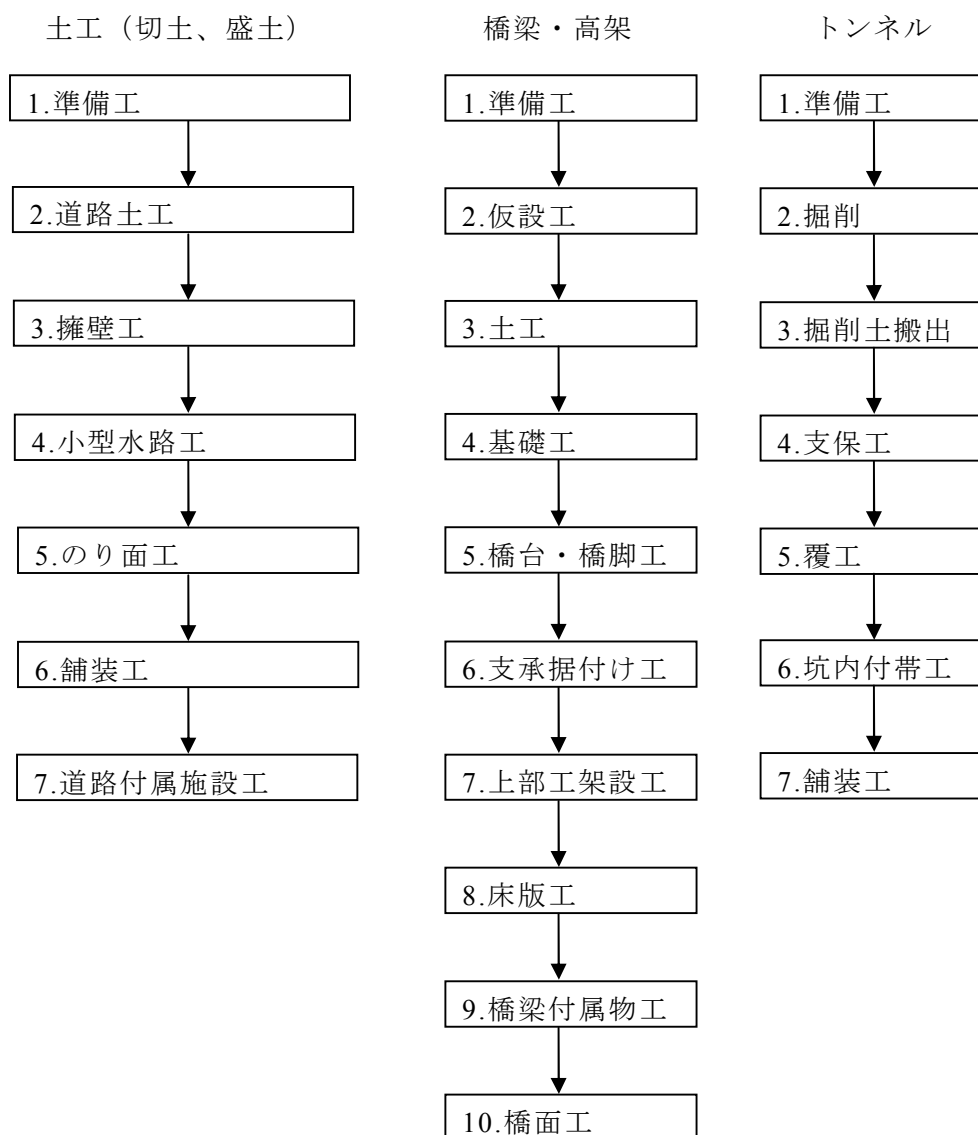 土工（切土、盛土）
1.準備工
2.道路土工
3.擁壁工
4.小型水路工
5.のり面工
6.舗装工
7.道路付属施設工
橋梁・高架
1.準備工
2.仮設工
3.土工
4.基礎工
5.橋台・橋脚工
6.支承据付け工
7.上部工架設工
8.床版工
9.橋梁付属物工
10.橋面工
トンネル
1.準備工
2.掘削
3.掘削土搬出
4.支保工
5.覆工
6.坑内付帯工
7.舗装工